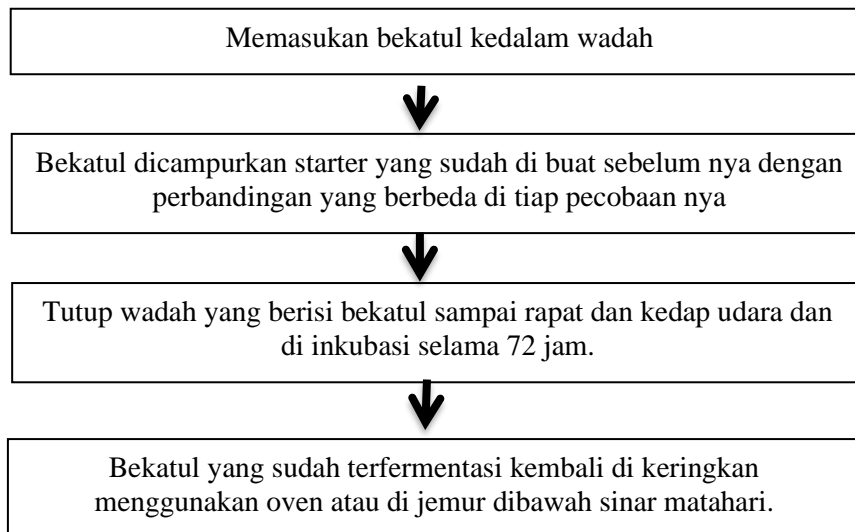 Memasukan bekatul kedalam wadah
Bekatul dicampurkan starter yang sudah di buat sebelum nya dengan
perbandingan yang berbeda di tiap pecobaan nya
Tutup wadah yang berisi bekatul sampai rapat dan kedap udara dan
di inkubasi selama 72 jam.
Bekatul yang sudah terfermentasi kembali di keringkan
menggunakan oven atau di jemur dibawah sinar matahari.